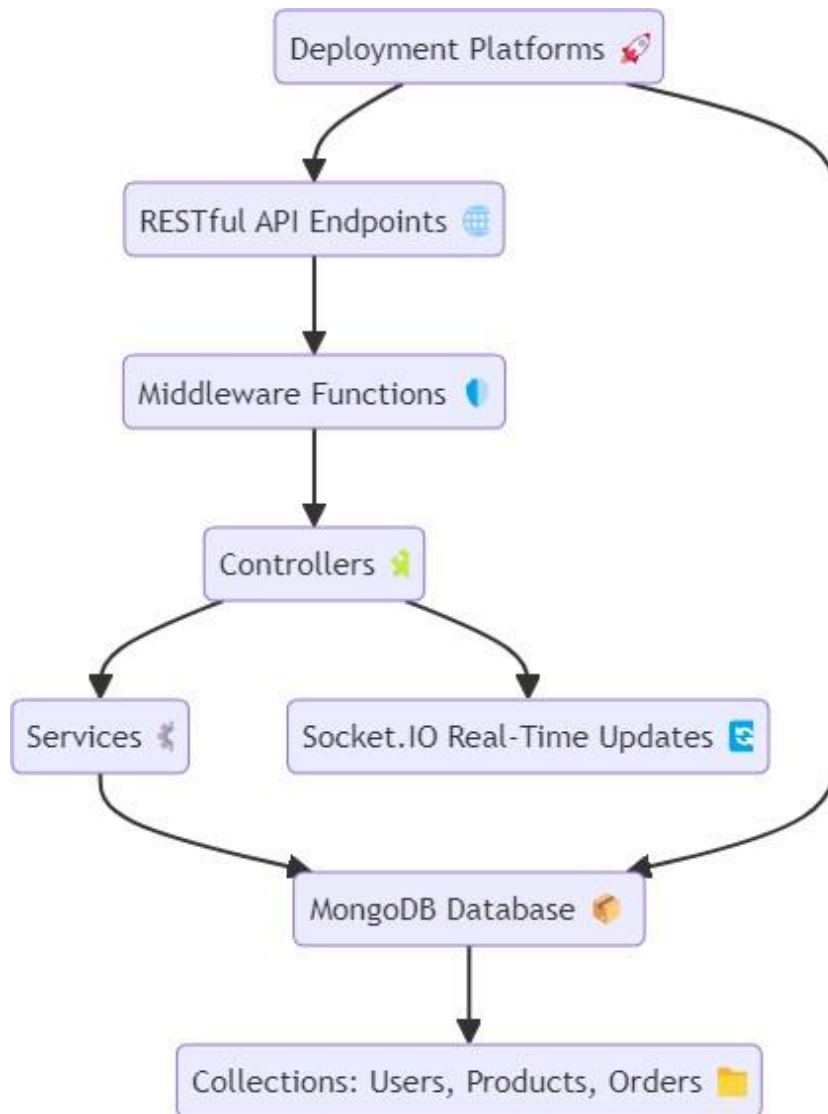 Deployment Platforms 🚀
RESTful API Endpoints 🌐
Middleware Functions 🛡️
Controllers 🧩
Services ⚙️
Socket.IO Real-Time Updates 🔄
MongoDB Database 📦
Collections: Users, Products, Orders 📁